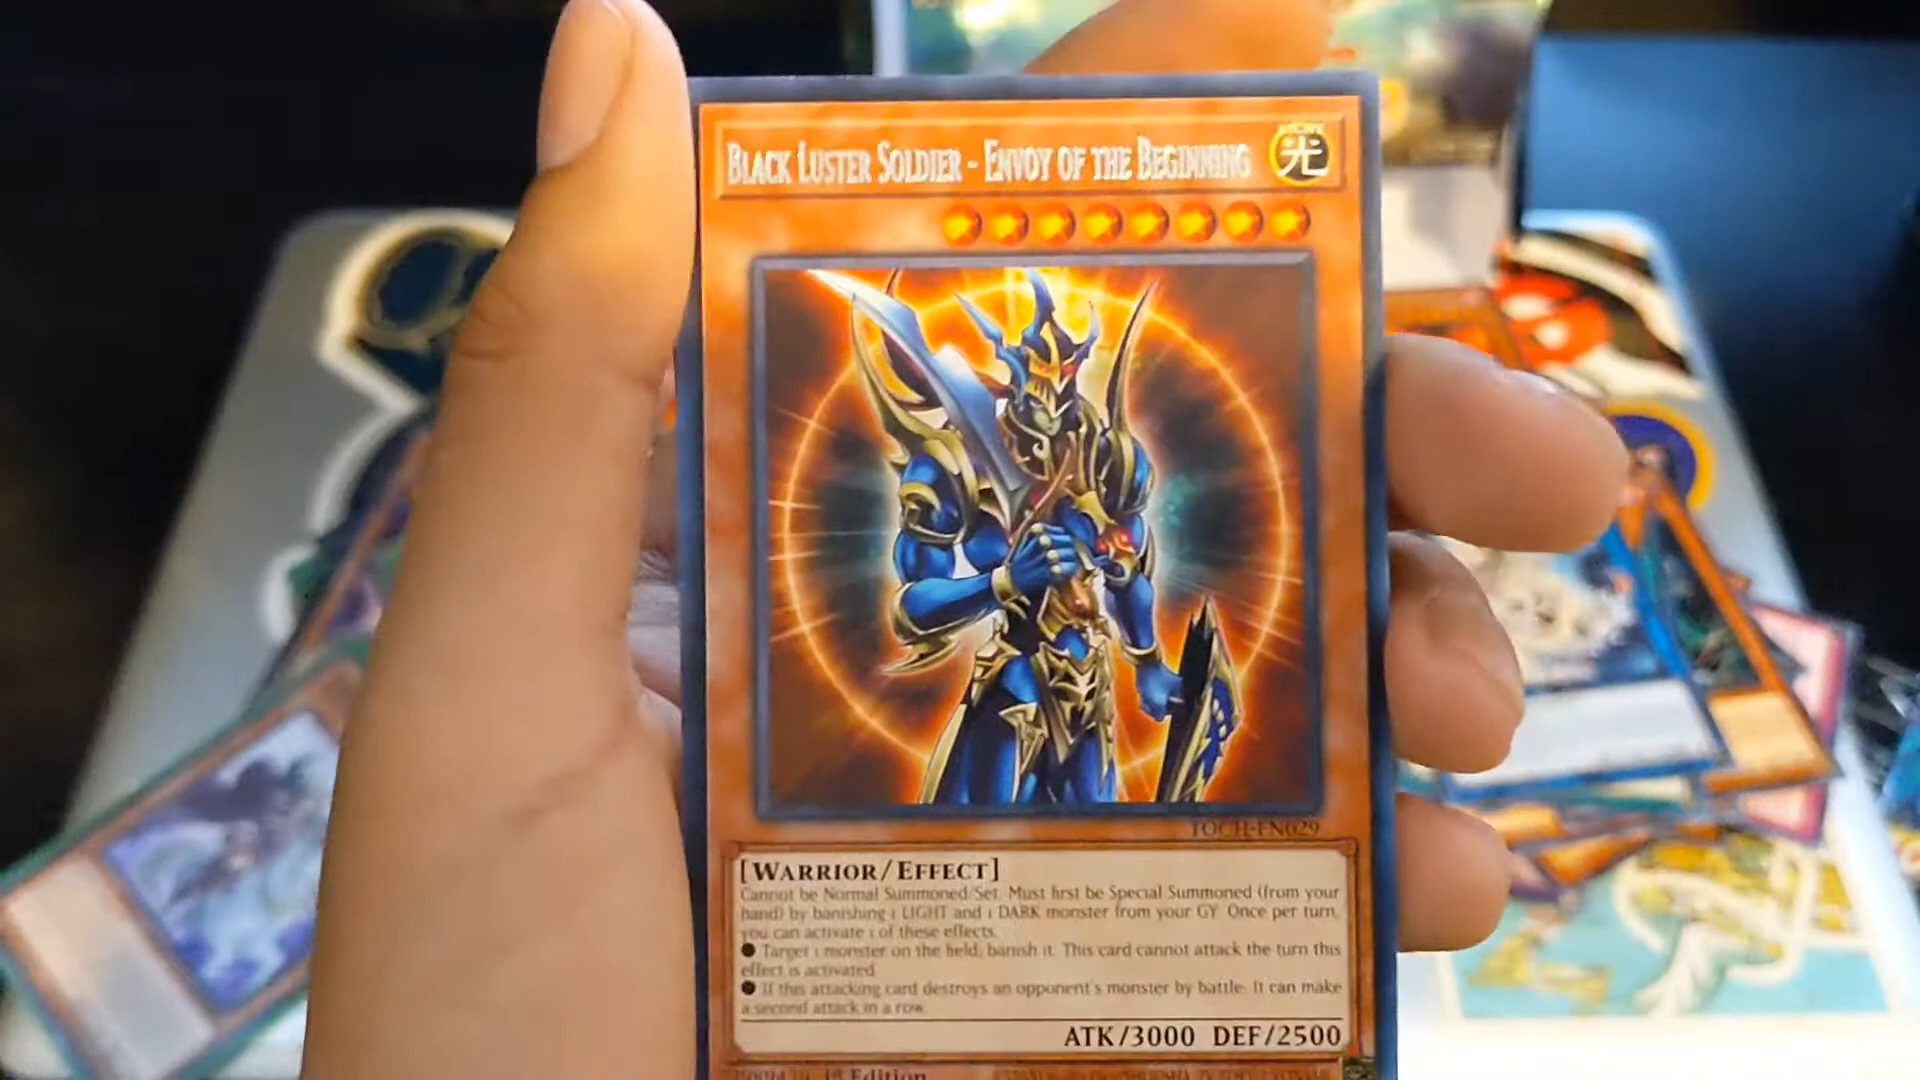 BLACK LUSTER SOLDIER - ENVOY OF THE BEGINNING
LIGHT
光
TOCH-EN029
[WARRIOR/EFFECT]
Cannot be Normal Summoned/Set. Must first be Special Summoned (from your
hand) by banishing 1 LIGHT and 1 DARK monster from your GY. Once per turn,
you can activate 1 of these effects.
● Target 1 monster on the field; banish it. This card cannot attack the turn this
effect is activated.
● If this attacking card destroys an opponent's monster by battle: It can make
a second attack in a row.
ATK/3000 DEF/2500
1st Edition